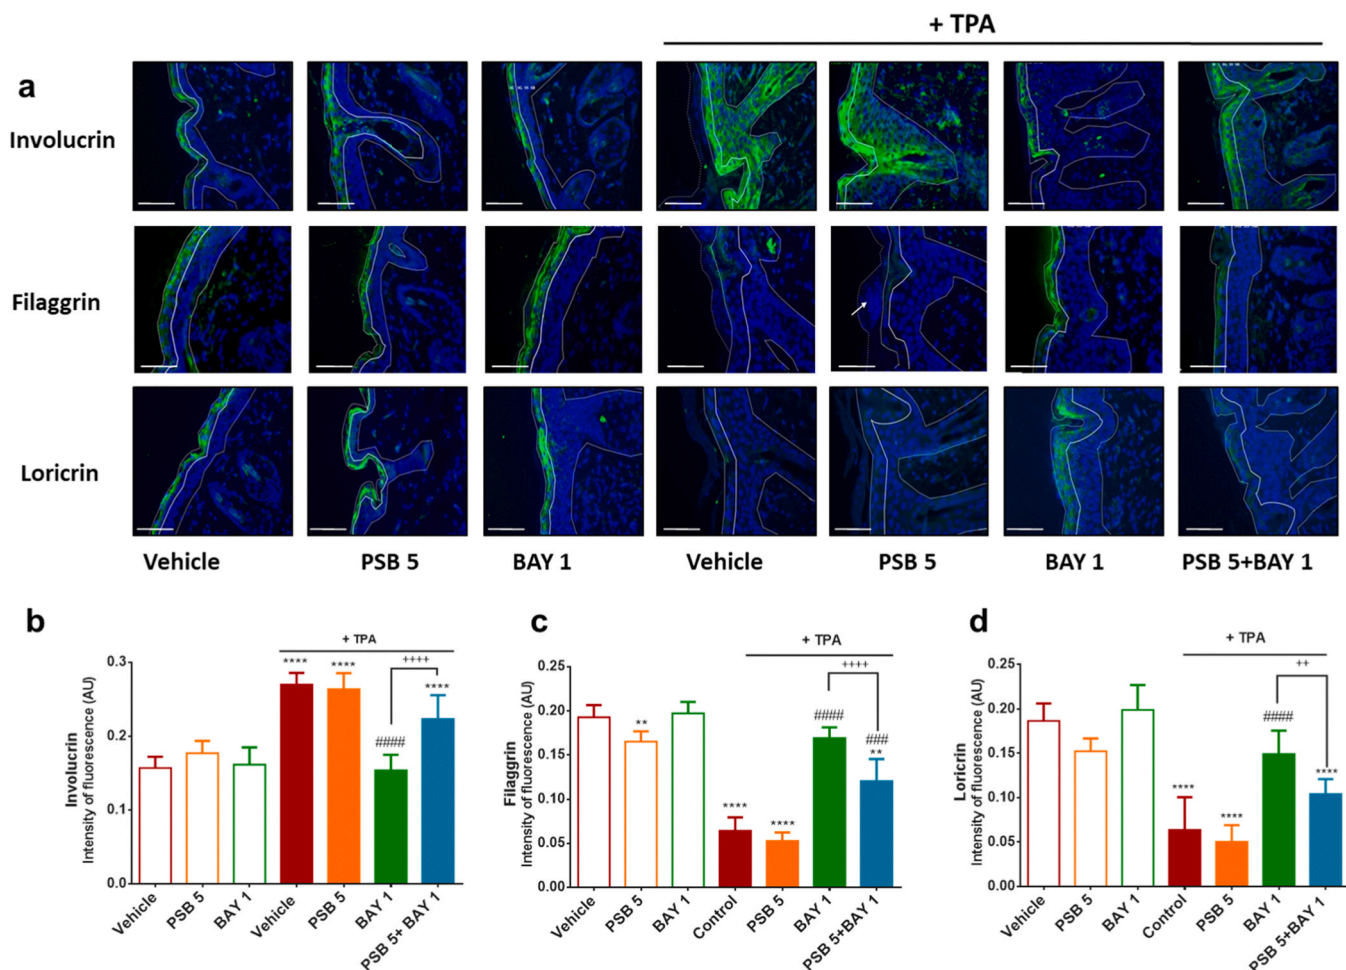 + TPA
a
Involucrin
Filaggrin
Loricrin
Vehicle PSB 5 BAY 1 Vehicle PSB 5 BAY 1 PSB 5+BAY 1
b
+ TPA
Involucrin
Intensity of fluorescence (AU)
0.3
0.2
0.1
0.0
**** **** #### ++++ ****
Vehicle PSB 5 BAY 1 Vehicle PSB 5 BAY 1 PSB 5+ BAY 1
c
+ TPA
Filaggrin
Intensity of fluorescence (AU)
0.25
0.20
0.15
0.10
0.05
0.00
** **** **** #### ++++ ### **
Vehicle PSB 5 BAY 1 Control PSB 5 BAY 1 PSB 5+BAY 1
d
+ TPA
Loricrin
Intensity of fluorescence (AU)
0.25
0.20
0.15
0.10
0.05
0.00
**** **** #### ++ ****
Vehicle PSB 5 BAY 1 Control PSB 5 BAY 1 PSB 5+BAY 1